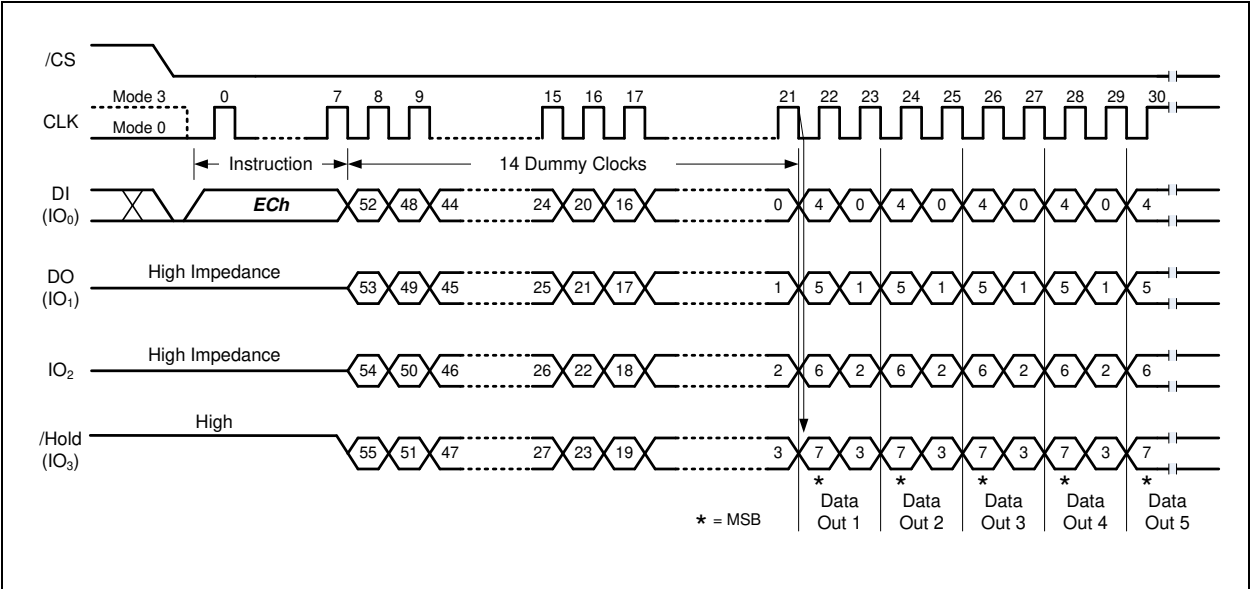 /CS
Mode 3 0 7 8 9 15 16 17 21 22 23 24 25 26 27 28 29 30
CLK
Mode 0
Instruction 14 Dummy Clocks
DI
(IO₀) ECh 52 48 44 24 20 16 0 4 0 4 0 4 0 4 0 4
DO
(IO₁) High Impedance 53 49 45 25 21 17 1 5 1 5 1 5 1 5 1 5
IO₂ High Impedance 54 50 46 26 22 18 2 6 2 6 2 6 2 6 2 6
High
/Hold
(IO₃) 55 51 47 27 23 19 3 7 3 7 3 7 3 7 3 7
* * * * *
* = MSB
Data Data Data Data Data
Out 1 Out 2 Out 3 Out 4 Out 5